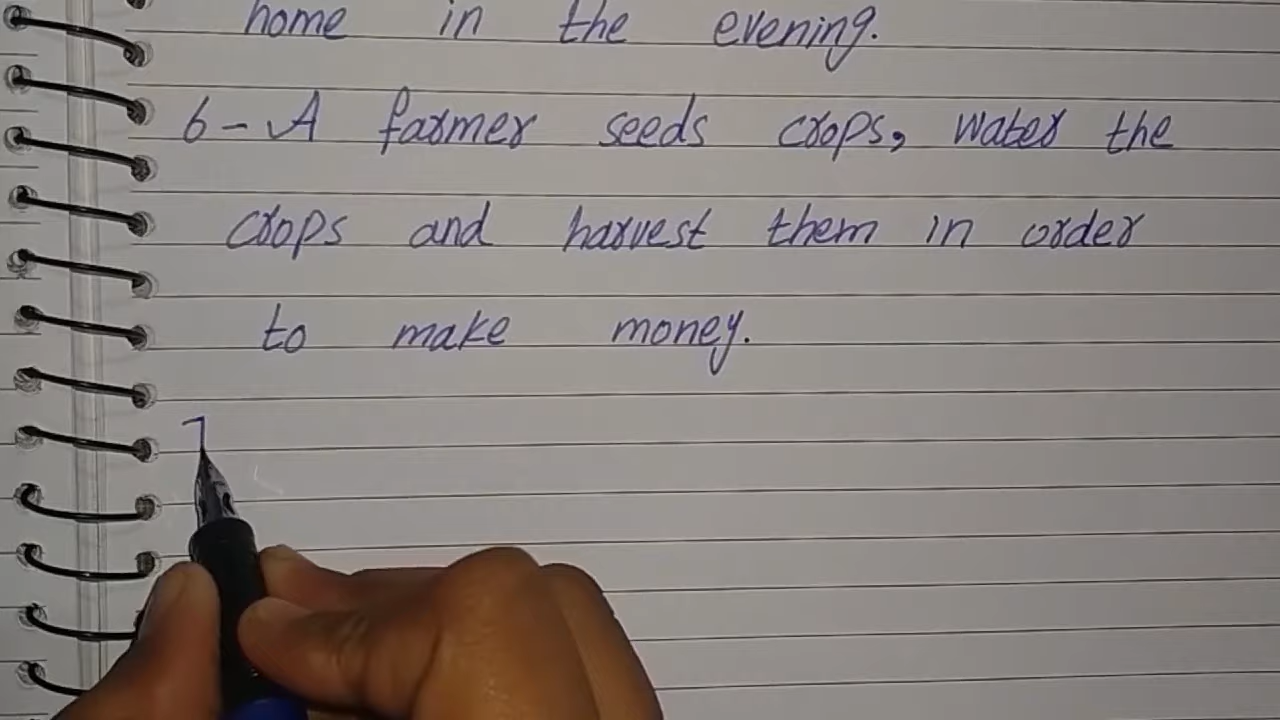 home in the evening.
6-A farmer seeds crops, water the
crops and harvest them in order
to make money.
7